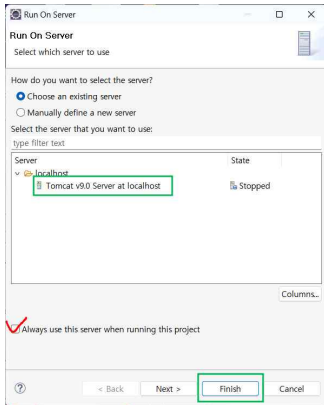 Run On Server
Run On Server
Select which server to use
How do you want to select the server?
Choose an existing server
Manually define a new server
Select the server that you want to use:
type filter text
Server State
localhost
Tomcat v9.0 Server at localhost Stopped
Columns...
Always use this server when running this project
? < Back Next > Finish Cancel